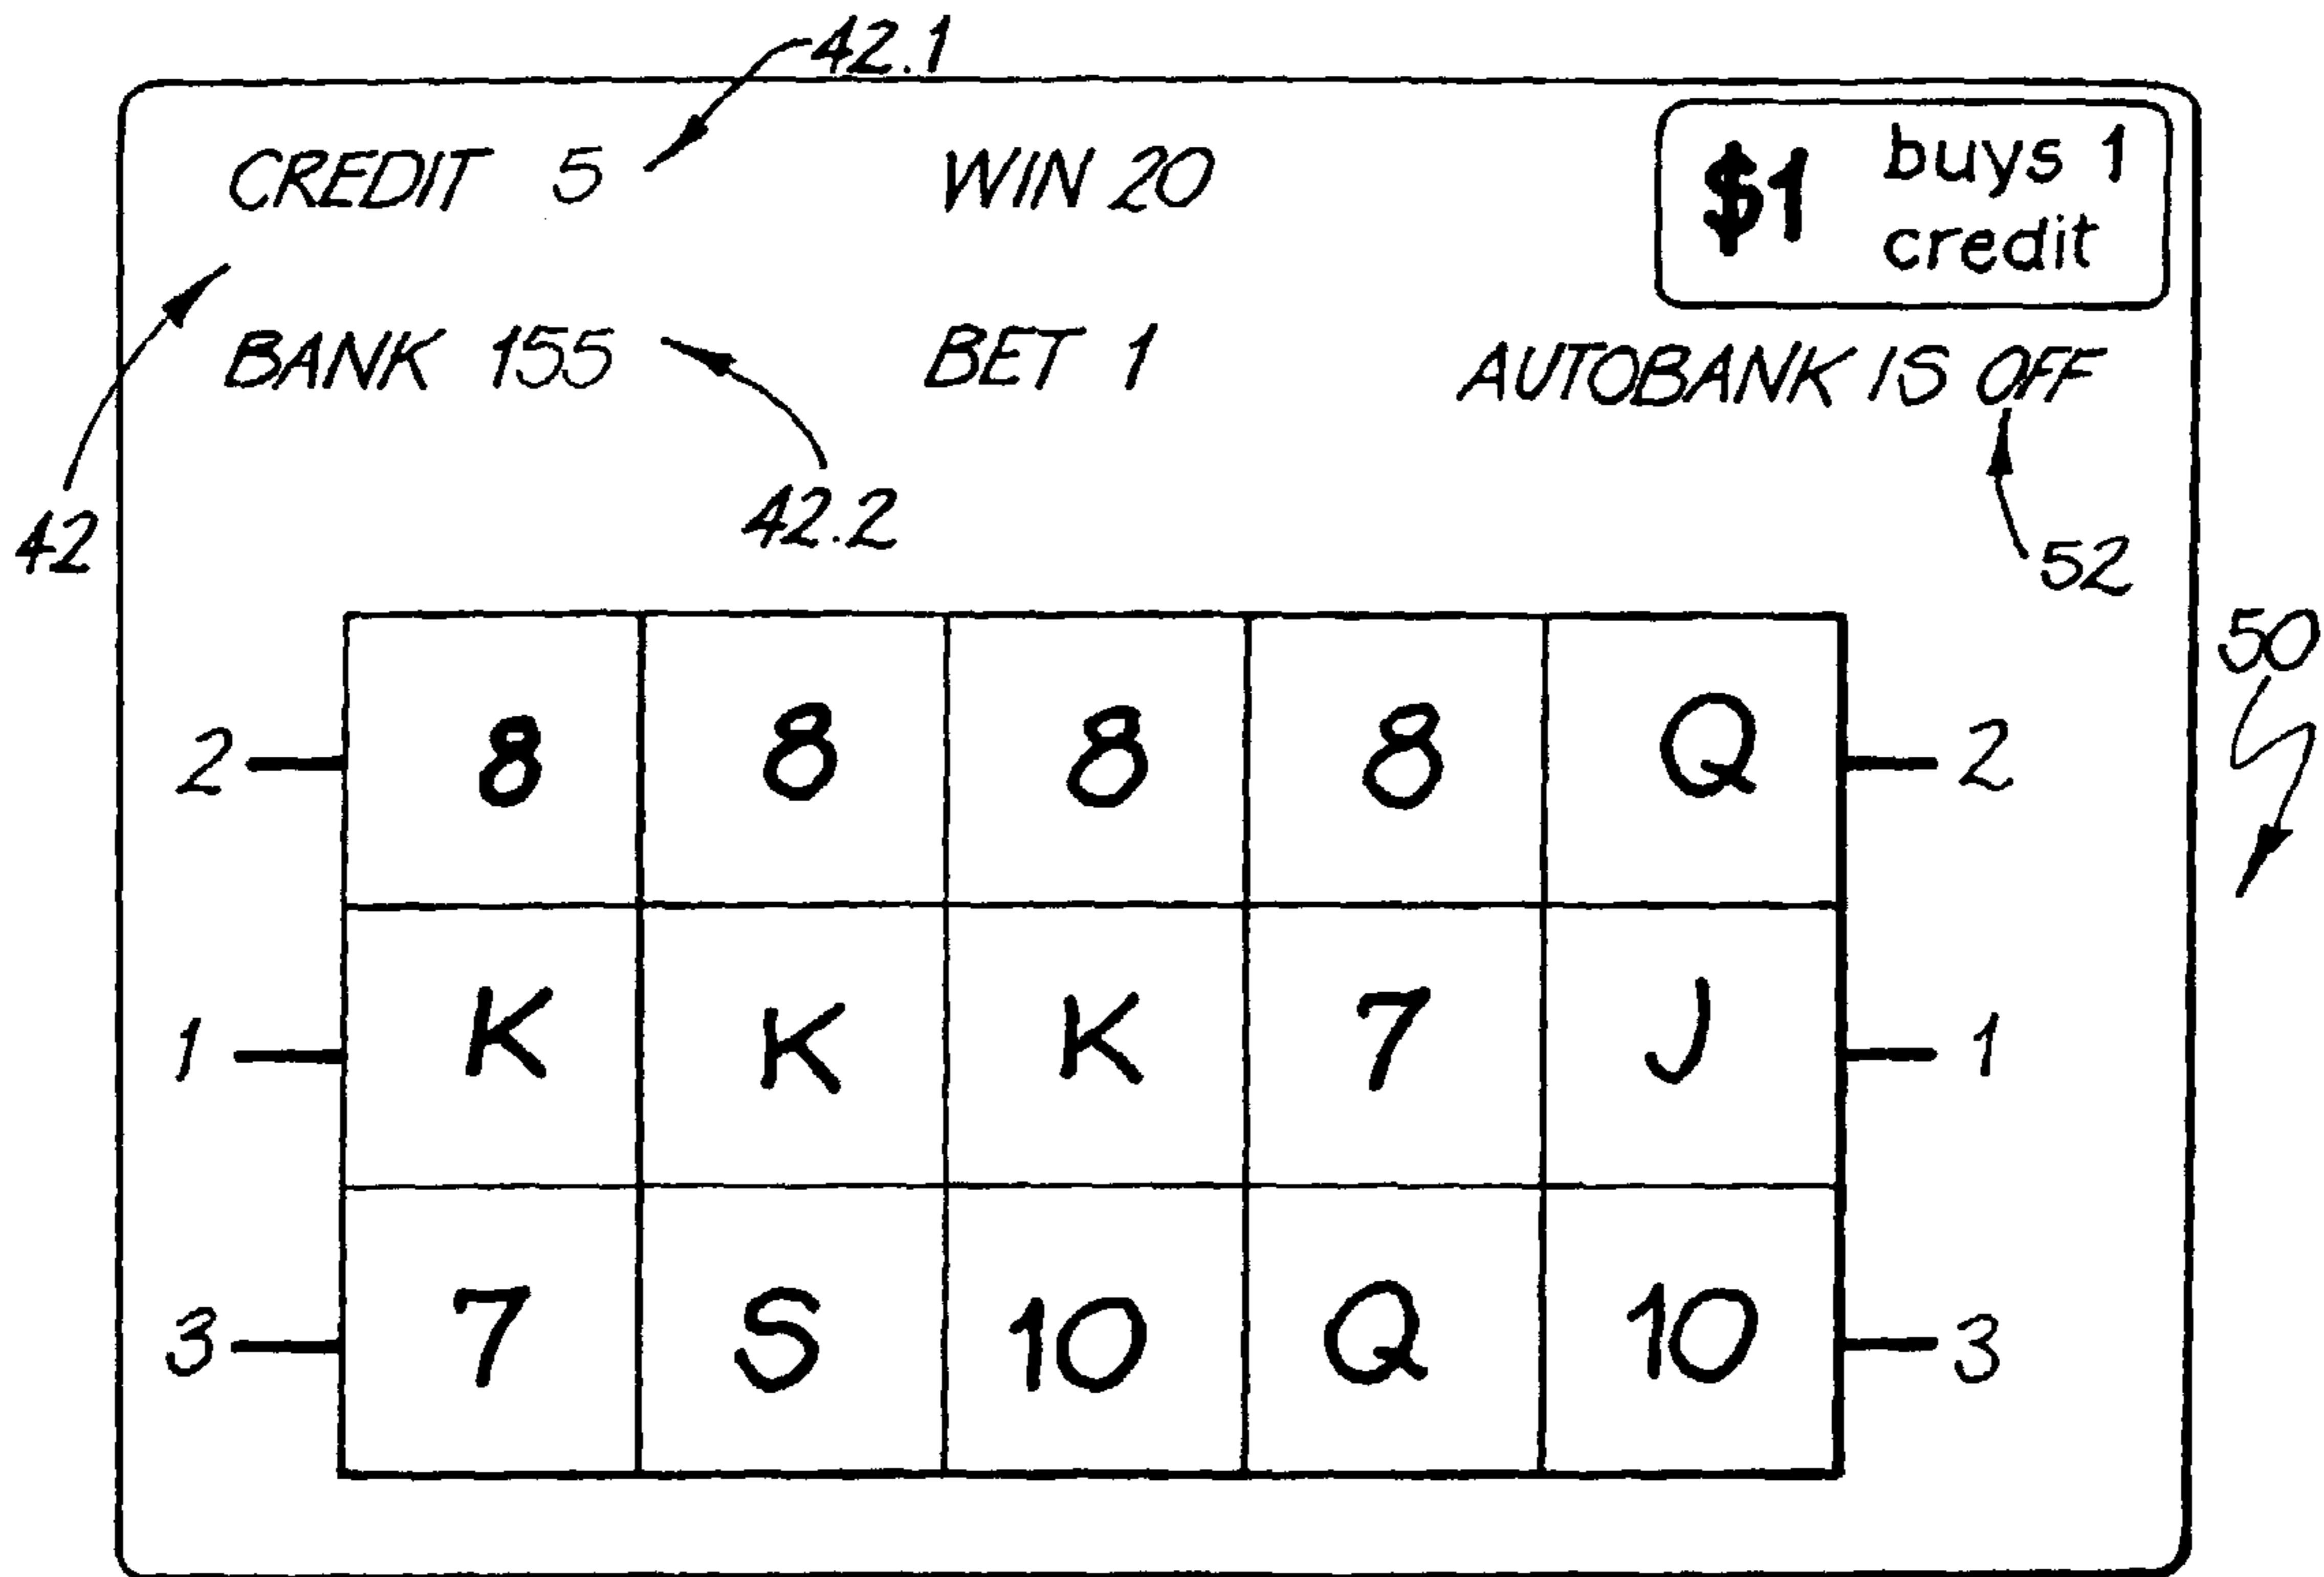 42.1
CREDIT 5 WIN 20 $1 buys 1 credit
BANK 155 BET 1 AUTOBANK IS OFF
42 42.2 52
50
2 8 8 8 8 Q 2
1 K K K 7 J 1
3 7 S 10 Q 10 3